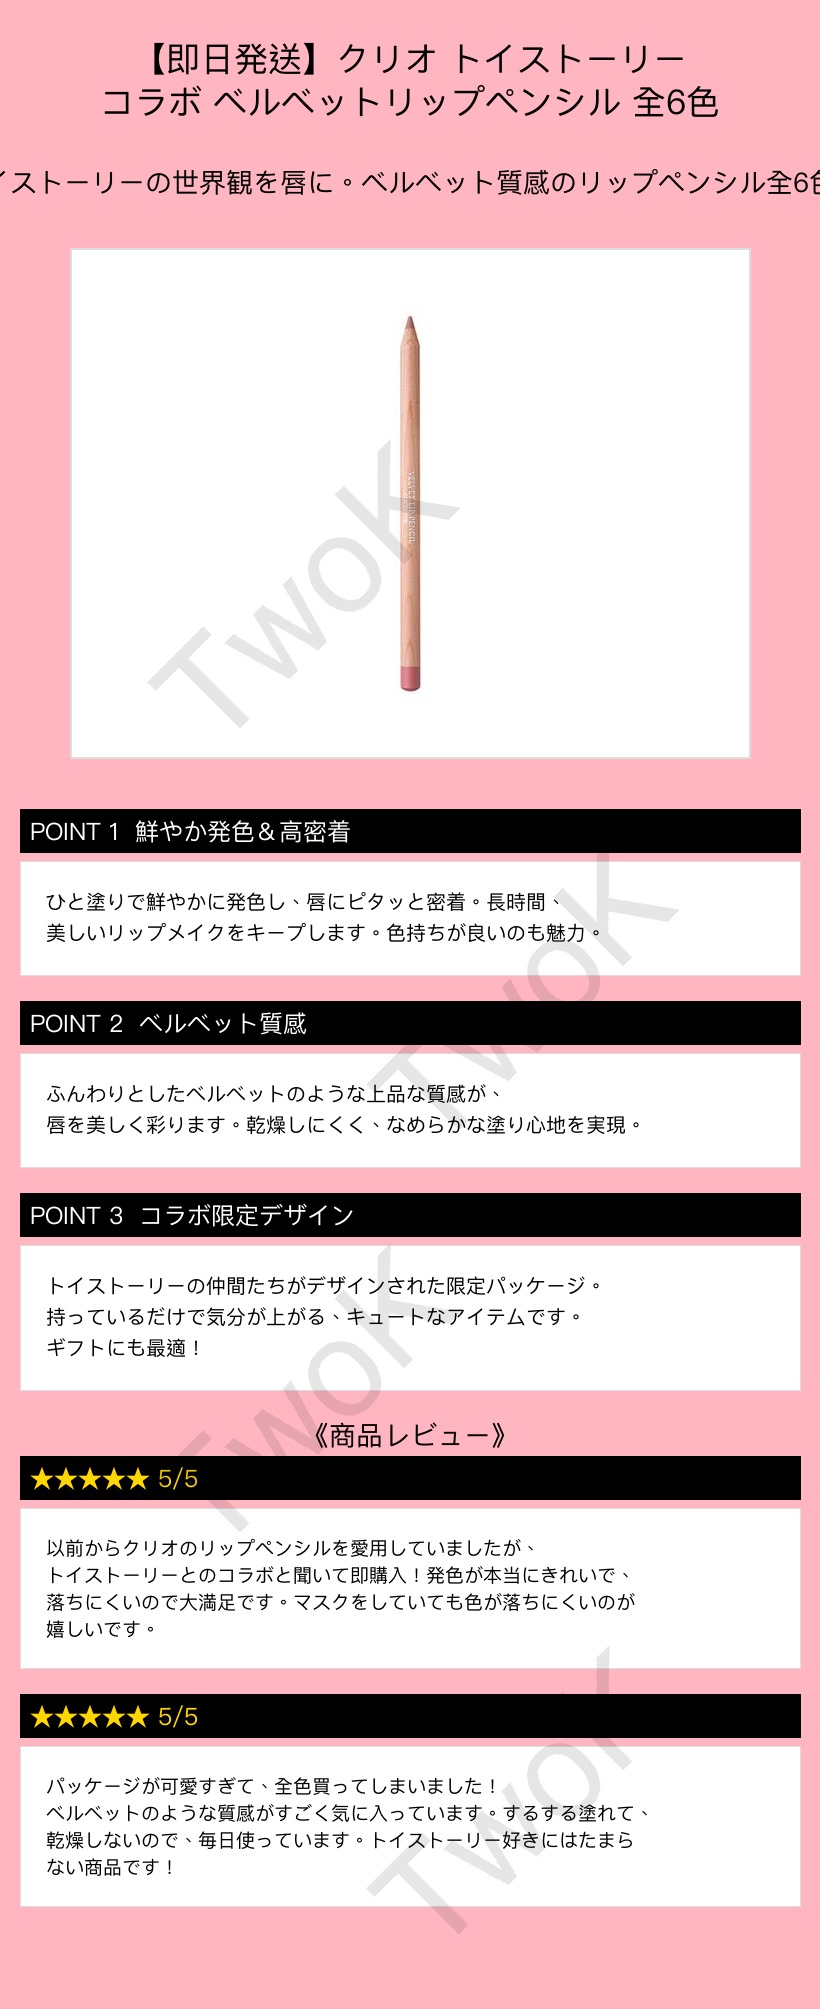 【即日発送】クリオ トイストーリー
コラボ ベルベットリップペンシル 全6色
イストーリーの世界観を唇に。ベルベット質感のリップペンシル全6色
VELVET LIP PENCIL
TwoK
POINT 1 鮮やか発色＆高密着
ひと塗りで鮮やかに発色し、唇にピタッと密着。長時間、
美しいリップメイクをキープします。色持ちが良いのも魅力。
TwoK
POINT 2 ベルベット質感
ふんわりとしたベルベットのような上品な質感が、
唇を美しく彩ります。乾燥しにくく、なめらかな塗り心地を実現。
POINT 3 コラボ限定デザイン
トイストーリーの仲間たちがデザインされた限定パッケージ。
持っているだけで気分が上がる、キュートなアイテムです。
ギフトにも最適！
TwoK
《商品レビュー》
★★★★★ 5/5
以前からクリオのリップペンシルを愛用していましたが、
トイストーリーとのコラボと聞いて即購入！発色が本当にきれいで、
落ちにくいので大満足です。マスクをしていても色が落ちにくいのが
嬉しいです。
★★★★★ 5/5
パッケージが可愛すぎて、全色買ってしまいました！
ベルベットのような質感がすごく気に入っています。するする塗れて、
乾燥しないので、毎日使っています。トイストーリー好きにはたまら
ない商品です！
TwoK